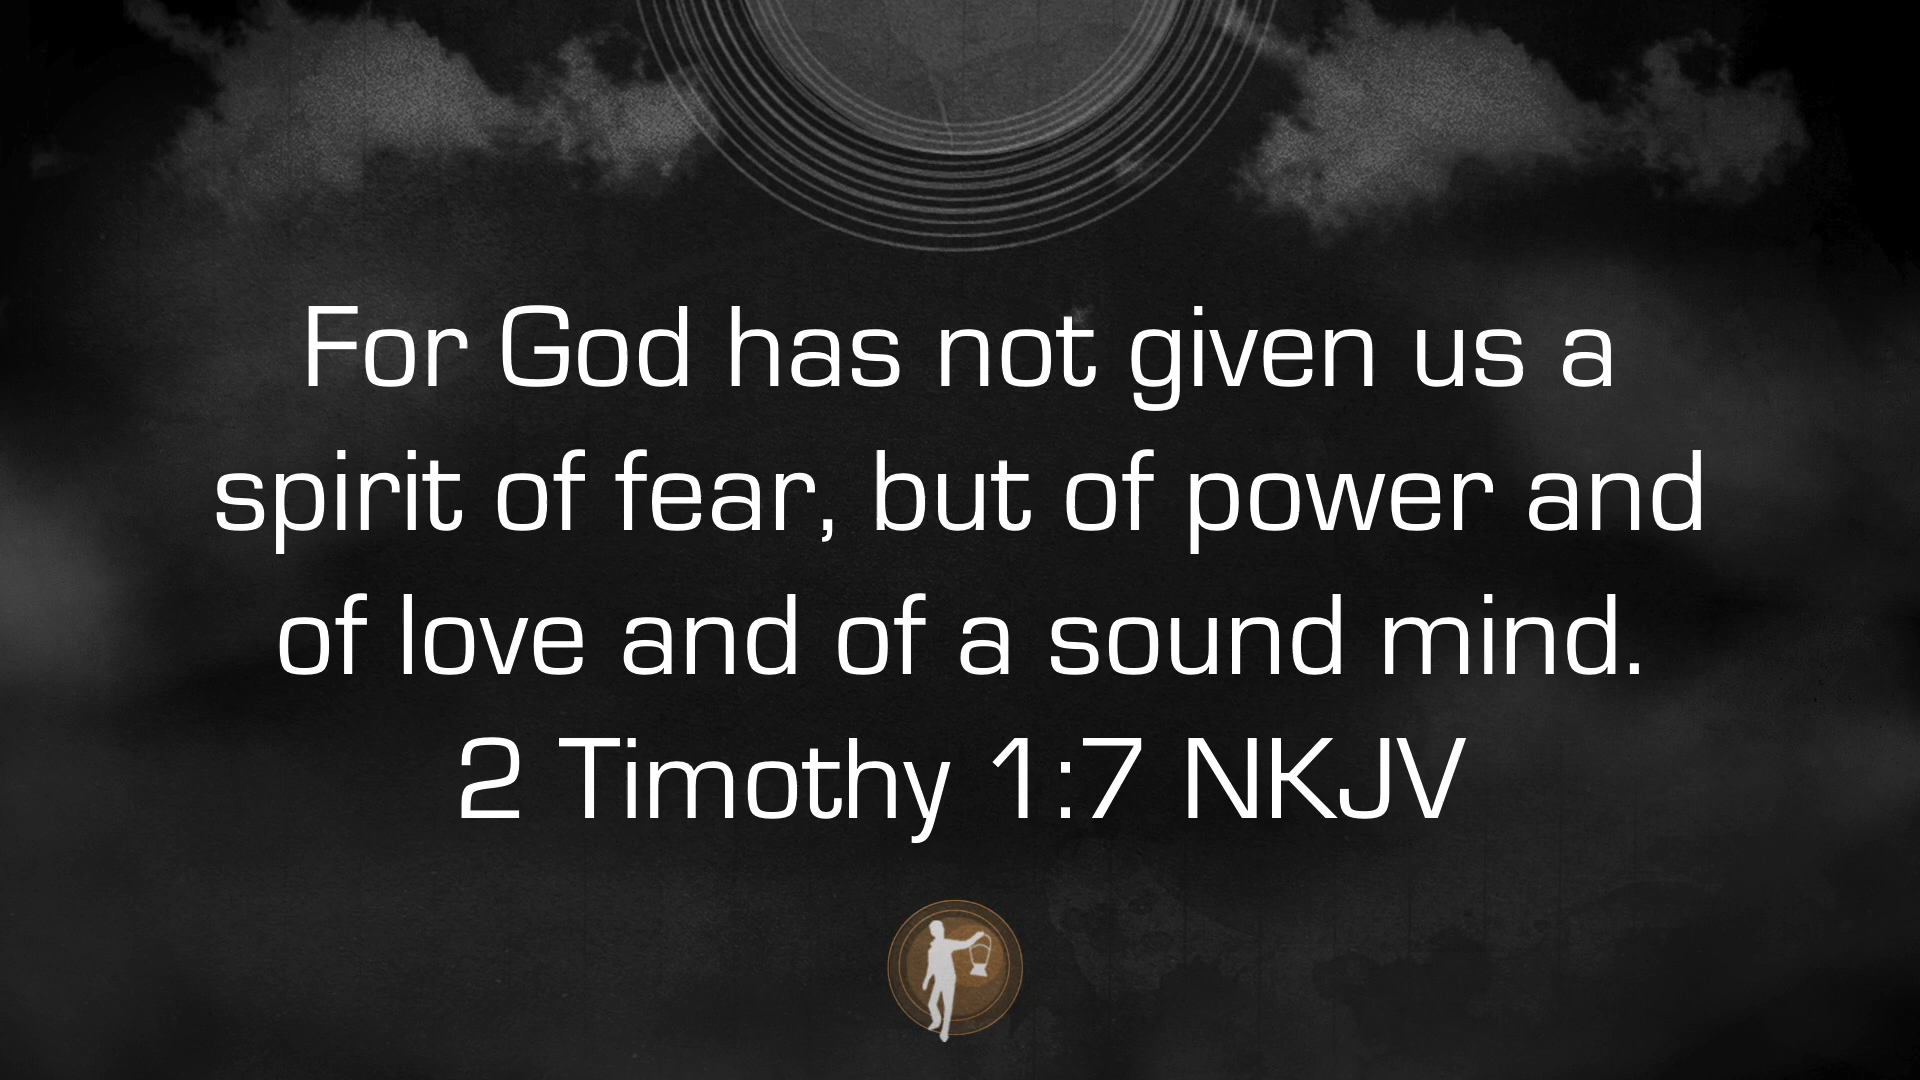 For God has not given us a
spirit of fear, but of power and
of love and of a sound mind.
2 Timothy 1:7 NKJV